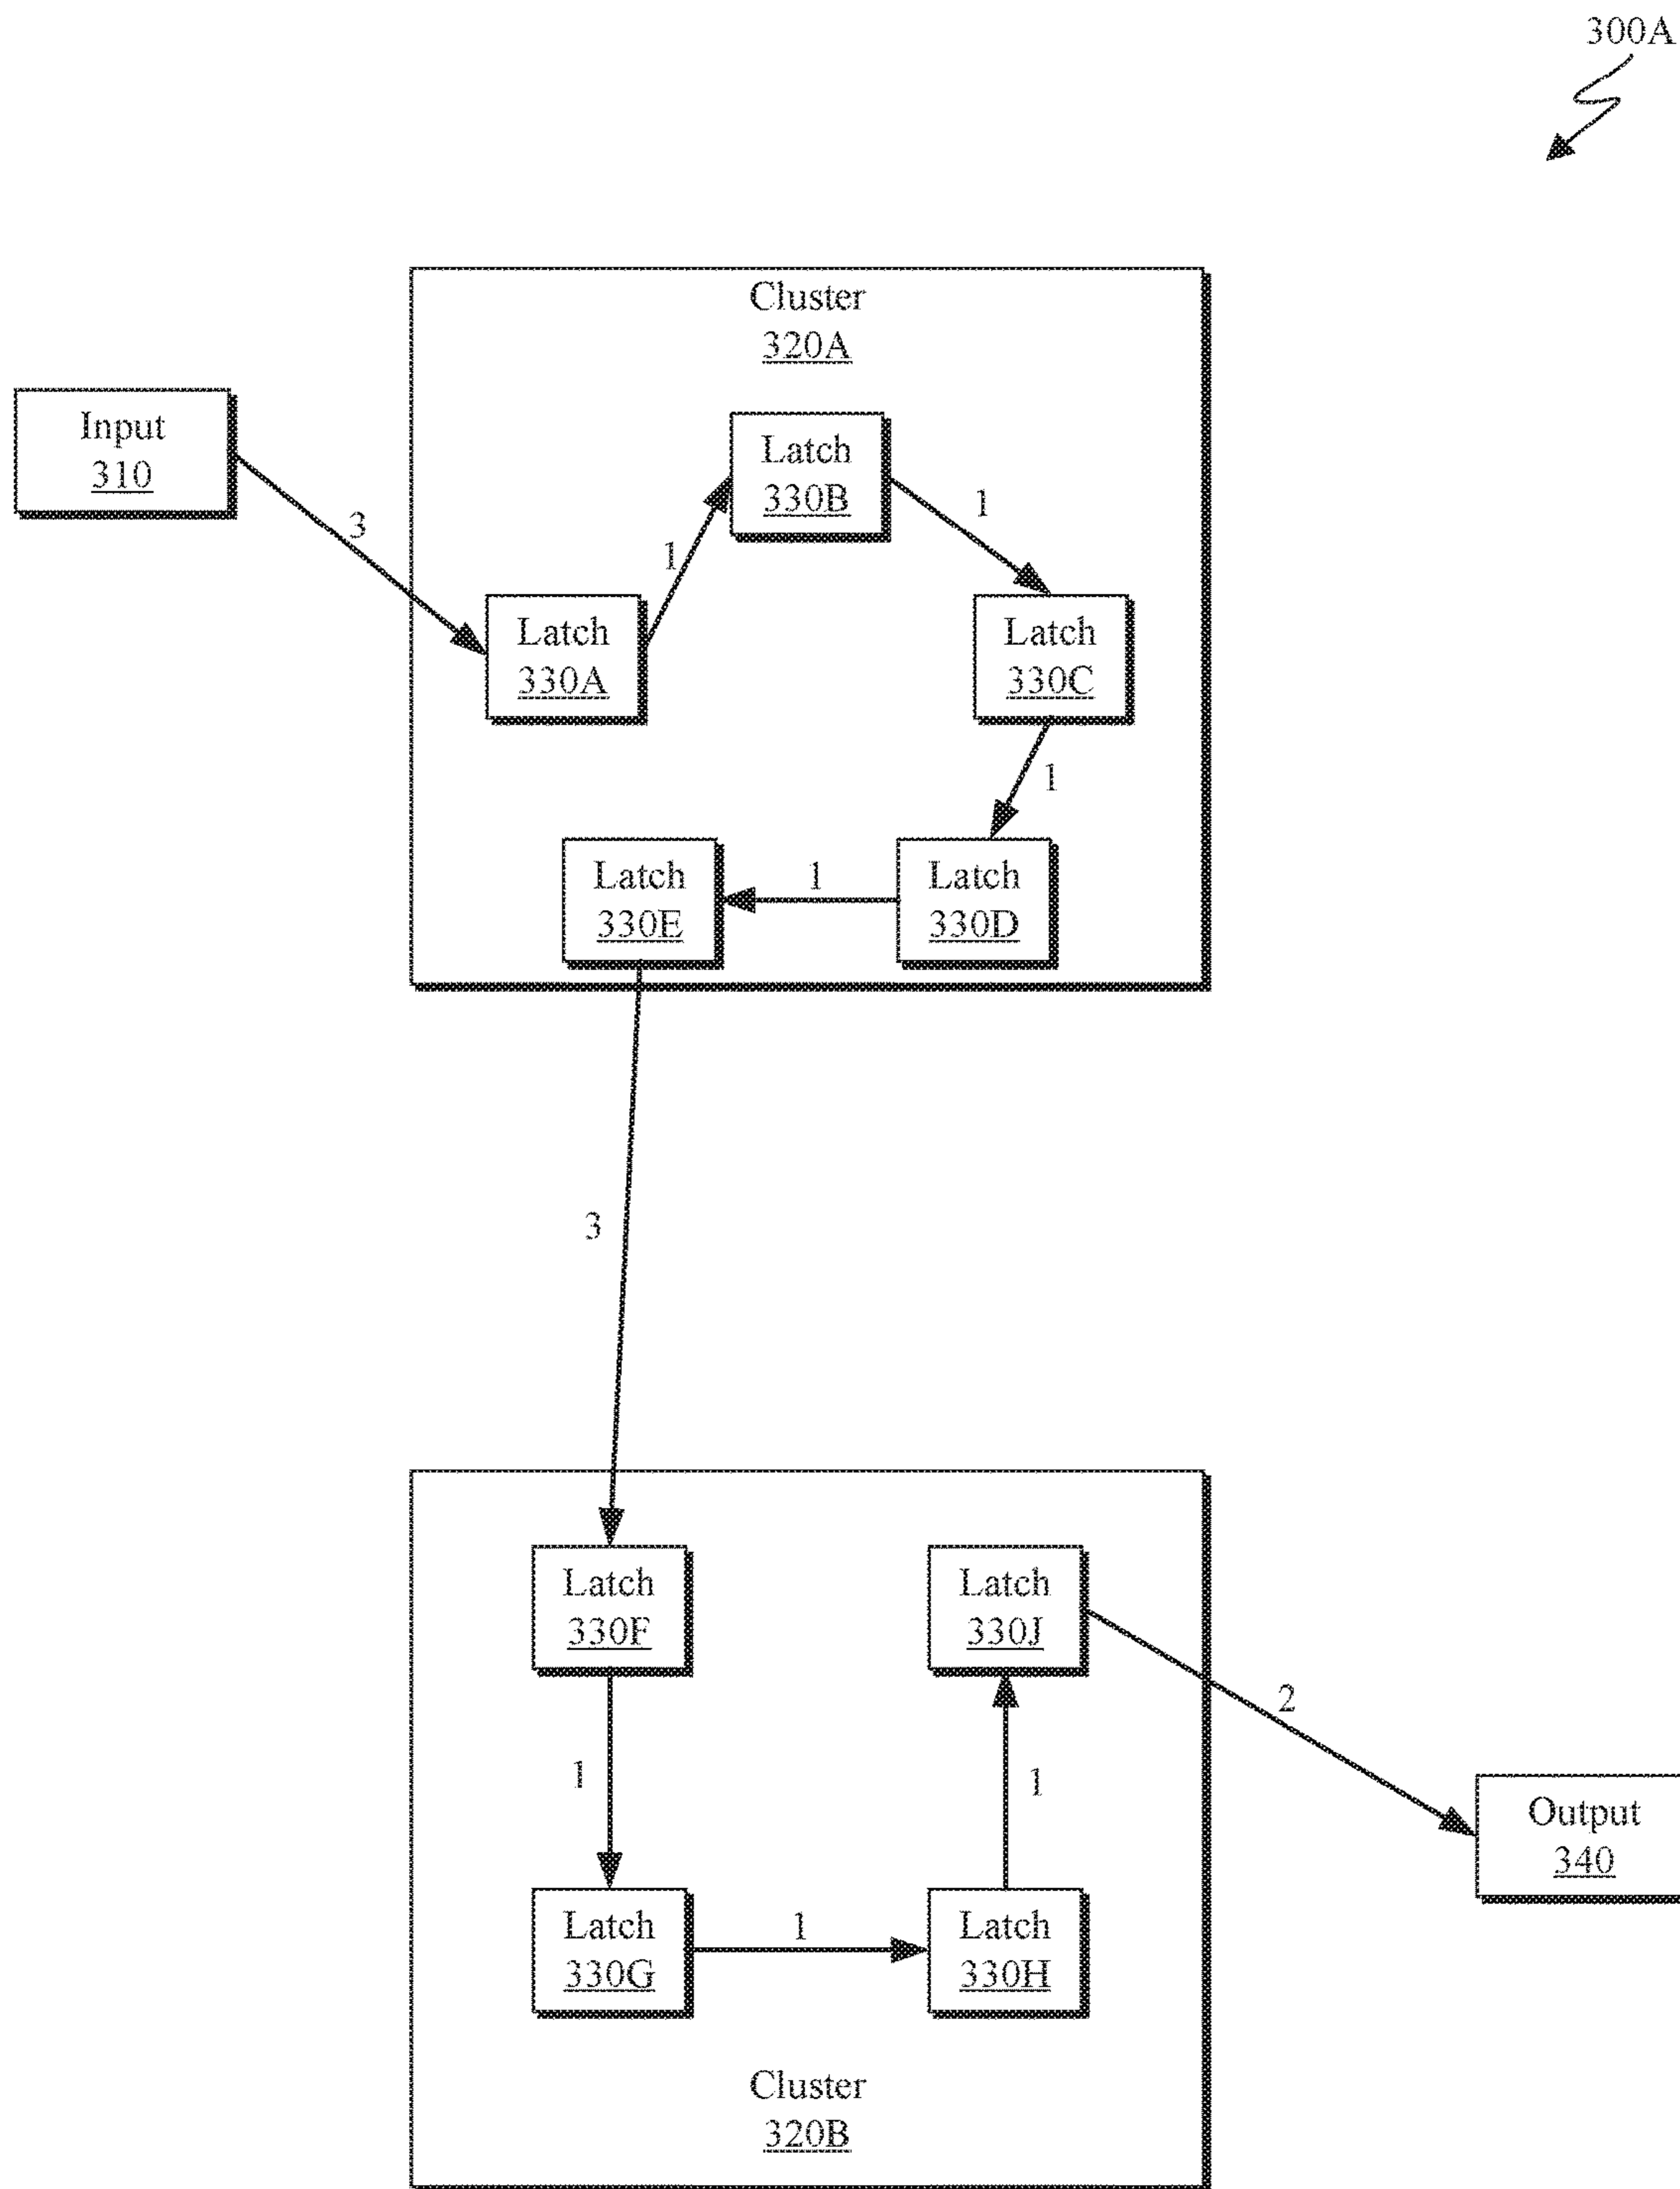 300A
Cluster
320A
Input
310
3
Latch
330B
1
1
Latch
330A
Latch
330C
1
Latch
330E
1
Latch
330D
3
Latch
330F
Latch
330J
2
1
1
Output
340
Latch
330G
1
Latch
330H
Cluster
320B